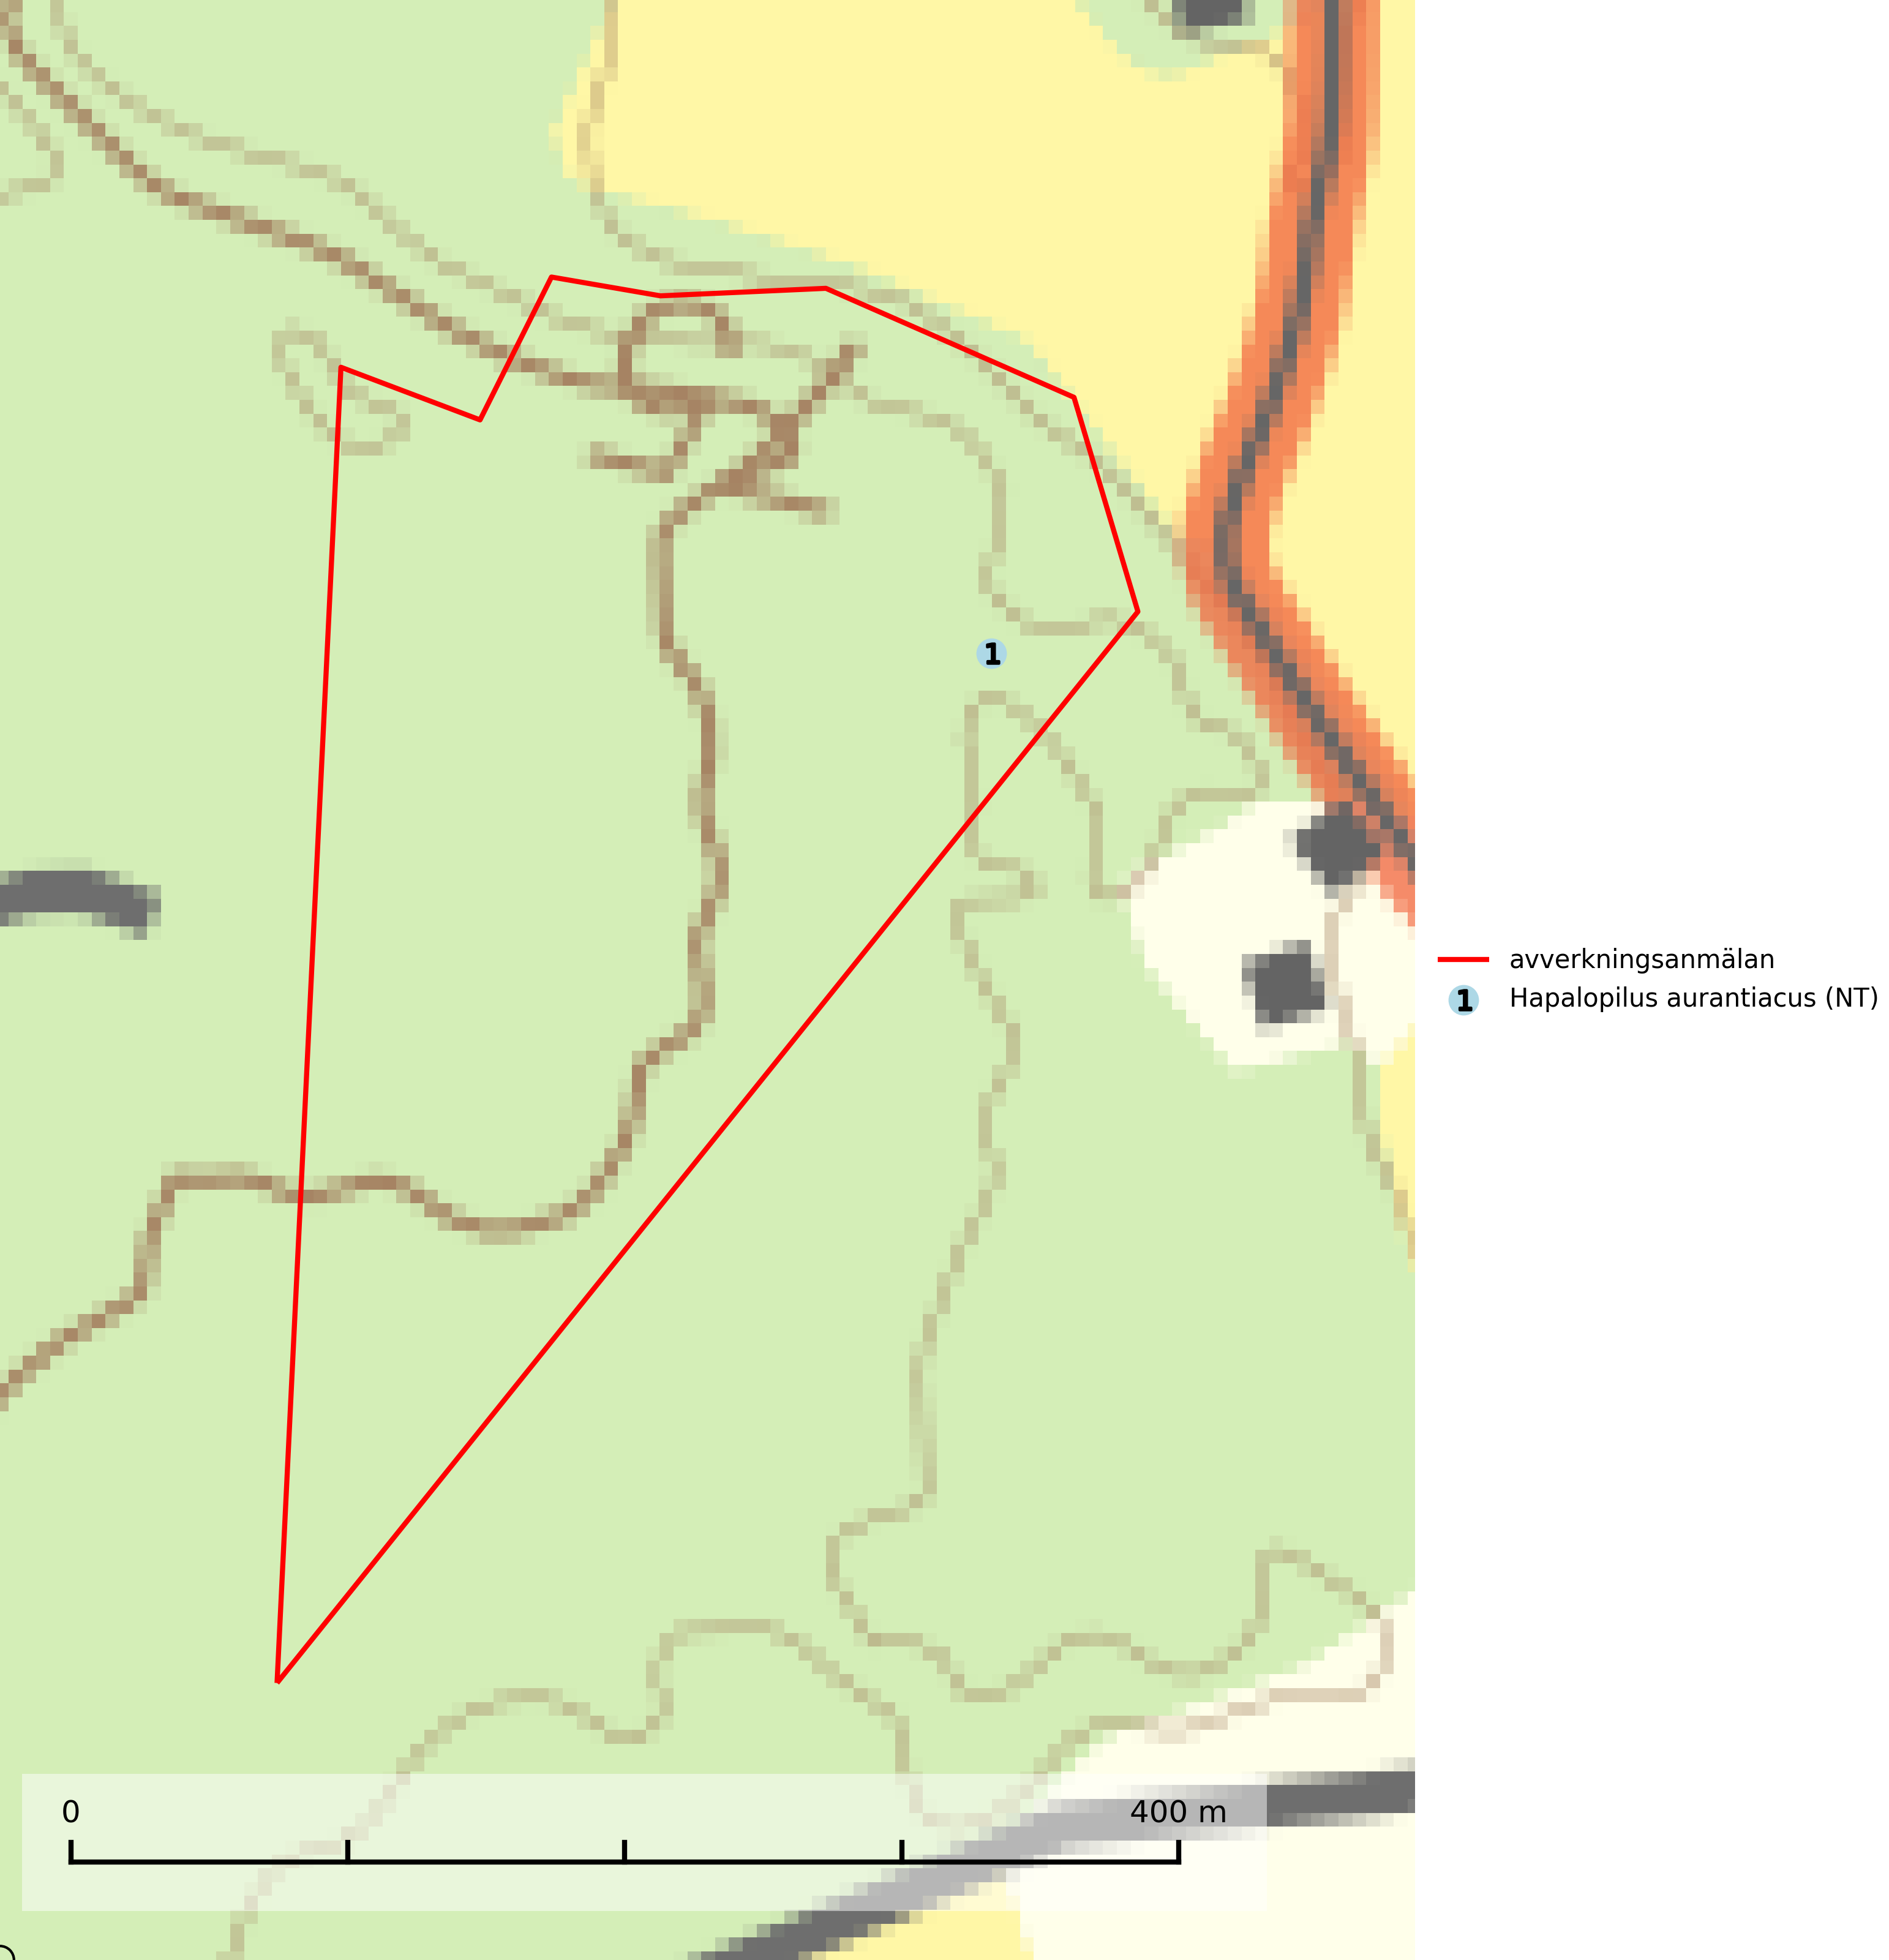 1
avverkningsanmälan
1 Hapalopilus aurantiacus (NT)
0 400 m